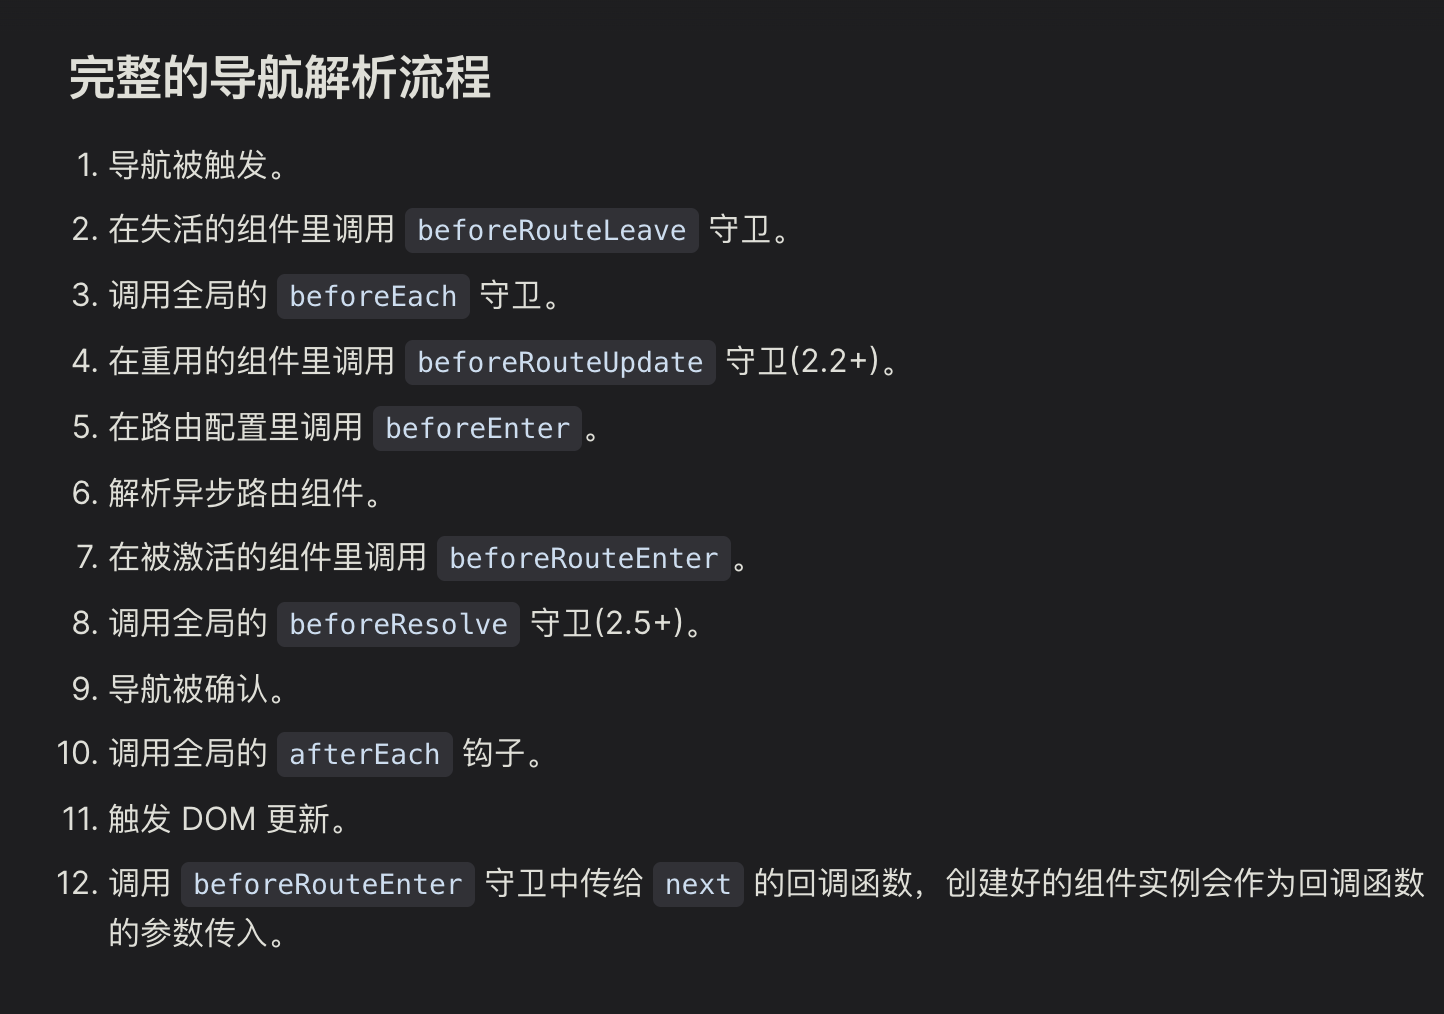 完整的导航解析流程
1. 导航被触发。
2. 在失活的组件里调用 beforeRouteLeave 守卫。
3. 调用全局的 beforeEach 守卫。
4. 在重用的组件里调用 beforeRouteUpdate 守卫(2.2+)。
5. 在路由配置里调用 beforeEnter。
6. 解析异步路由组件。
7. 在被激活的组件里调用 beforeRouteEnter。
8. 调用全局的 beforeResolve 守卫(2.5+)。
9. 导航被确认。
10. 调用全局的 afterEach 钩子。
11. 触发 DOM 更新。
12. 调用 beforeRouteEnter 守卫中传给 next 的回调函数，创建好的组件实例会作为回调函数
的参数传入。